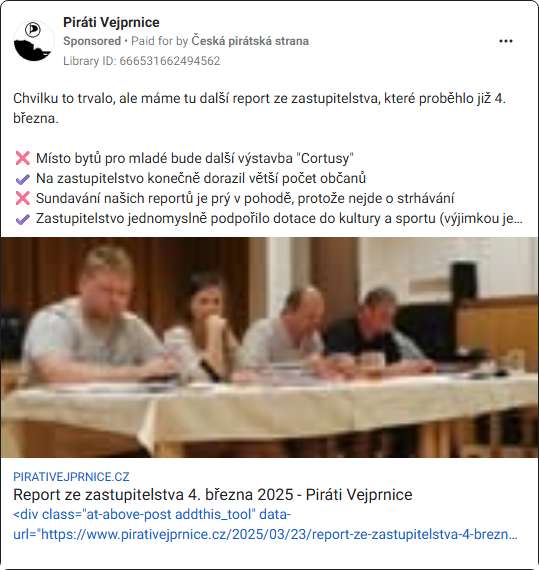 Piráti Vejprnice
Sponsored • Paid for by Česká pirátská strana
Library ID: 666531662494562
Chvilku to trvalo, ale máme tu další report ze zastupitelstva, které proběhlo již 4.
března.
❌ Místo bytů pro mladé bude další výstavba "Cortusy"
✔ Na zastupitelstvo konečně dorazil větší počet občanů
❌ Sundavání našich reportů je prý v pohodě, protože nejde o strhávání
✔ Zastupitelstvo jednomyslně podpořilo dotace do kultury a sportu (výjimkou je…
PIRATIVEJPRNICE.CZ
Report ze zastupitelstva 4. března 2025 - Piráti Vejprnice
<div class="at-above-post addthis_tool" data-
url="https://www.pirativejprnice.cz/2025/03/23/report-ze-zastupitelstva-4-brezn...